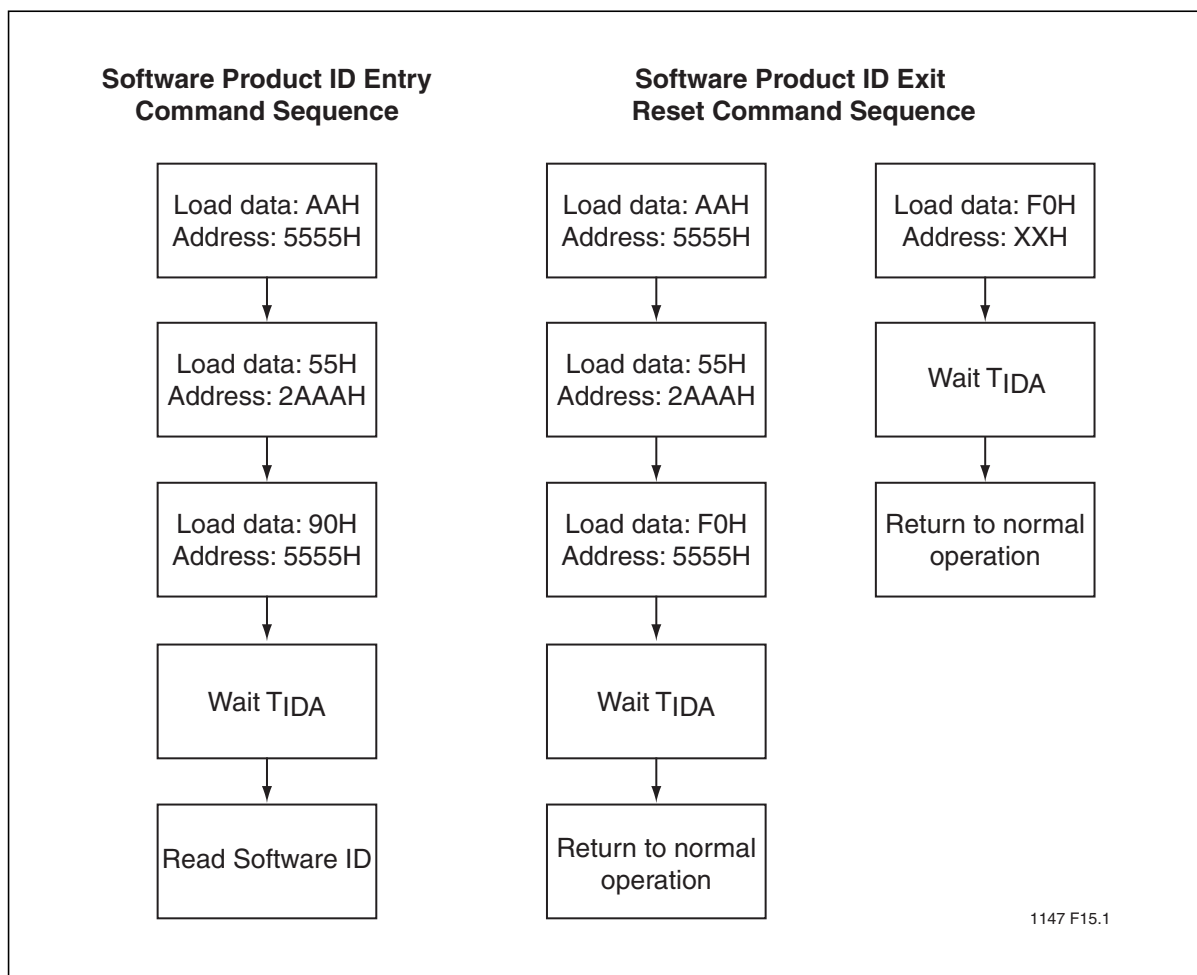 Software Product ID Entry
Command Sequence
Load data: AAH
Address: 5555H
Load data: 55H
Address: 2AAAH
Load data: 90H
Address: 5555H
Wait TIDA
Read Software ID
Software Product ID Exit
Reset Command Sequence
Load data: AAH
Address: 5555H
Load data: 55H
Address: 2AAAH
Load data: F0H
Address: 5555H
Wait TIDA
Return to normal
operation
Load data: F0H
Address: XXH
Wait TIDA
Return to normal
operation
1147 F15.1